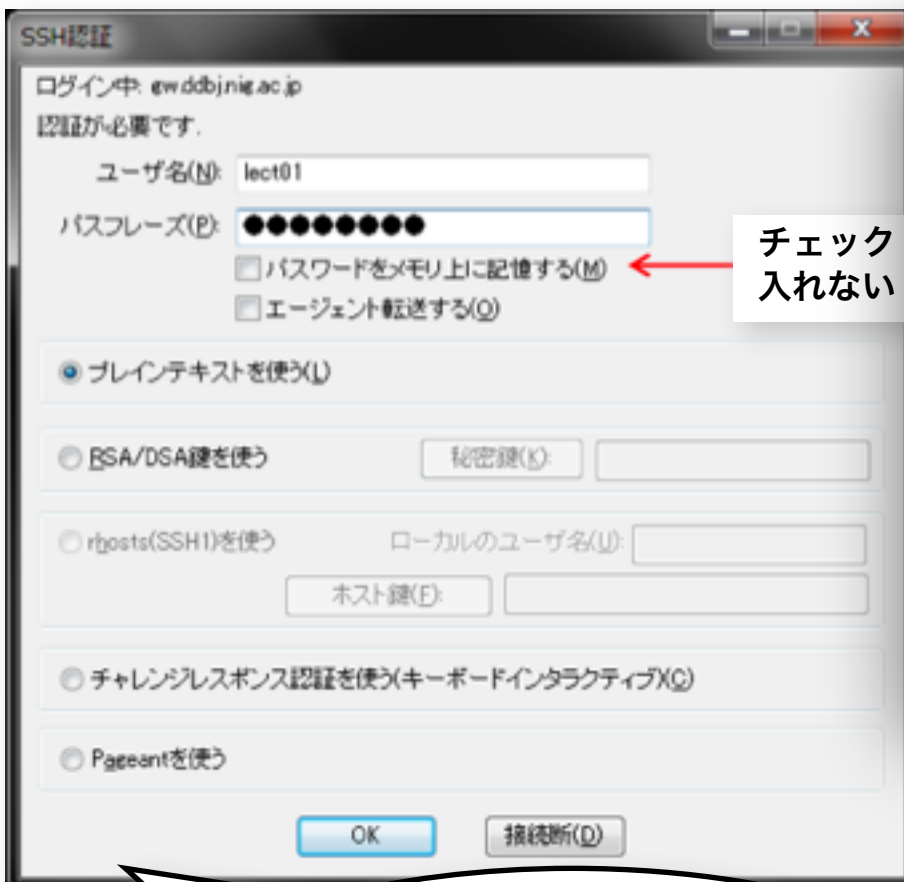 SSH認証
ログイン中: gw.ddbj.nig.ac.jp
認証が必要です.
ユーザ名(N): lect01
パスフレーズ(P): ●●●●●●●●
パスワードをメモリ上に記憶する(M)
チェック
入れない
エージェント転送する(O)
プレインテキストを使う(L)
RSA/DSA鍵を使う 秘密鍵(K):
rhosts(SSH1)を使う ローカルのユーザ名(U):
ホスト鍵(F):
チャレンジレスポンス認証を使う(キーボードインタラクティブ)(C)
Pageantを使う
OK 接続断(D)